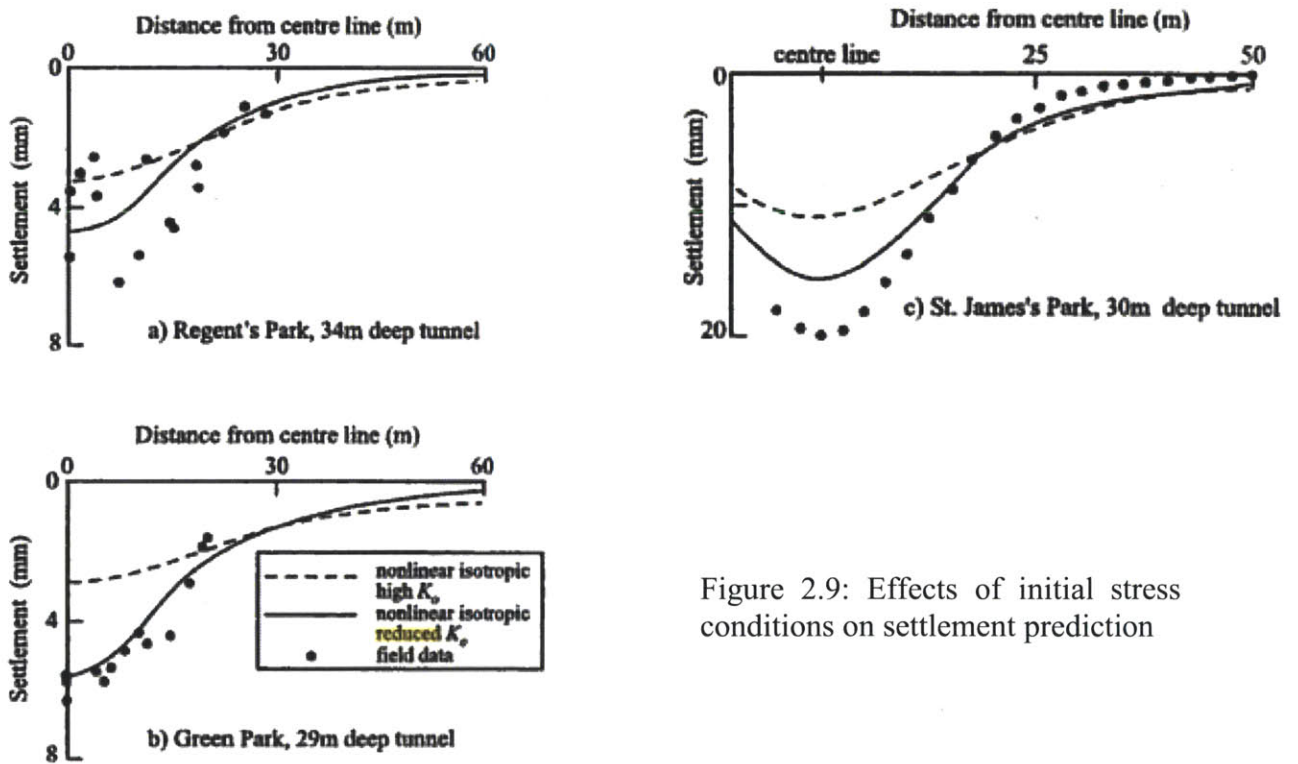 Distance from centre line (m)
0 30 60
0
4
8
Settlement (mm)
a) Regent's Park, 34m deep tunnel
Distance from centre line (m)
centre line 25 50
0
20
Settlement (mm)
c) St. James's Park, 30m deep tunnel
Distance from centre line (m)
0 30 60
0
4
8
Settlement (mm)
nonlinear isotropic
high Kₒ
nonlinear isotropic
reduced Kₒ
field data
b) Green Park, 29m deep tunnel
Figure 2.9: Effects of initial stress
conditions on settlement prediction